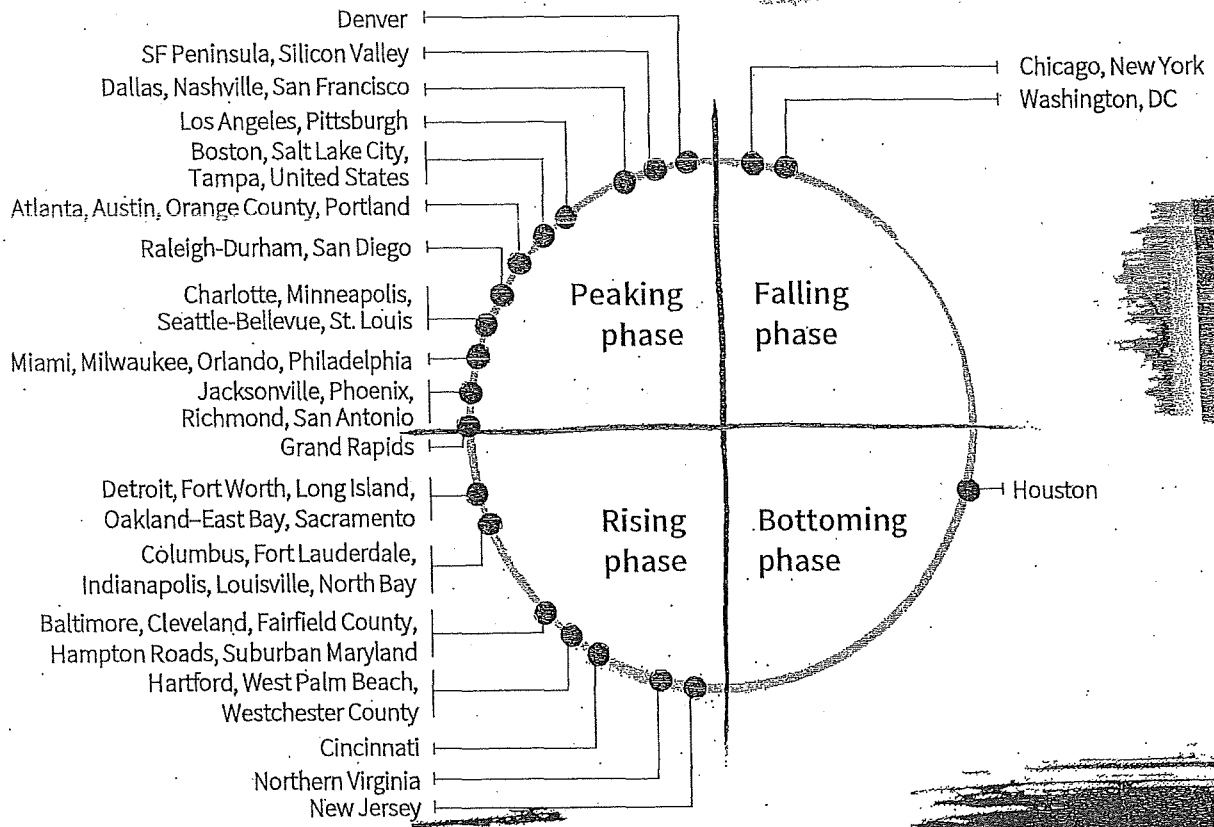 Denver
SF Peninsula, Silicon Valley
Dallas, Nashville, San Francisco
Los Angeles, Pittsburgh
Boston, Salt Lake City,
Tampa, United States
Atlanta, Austin, Orange County, Portland
Raleigh-Durham, San Diego
Charlotte, Minneapolis,
Seattle-Bellevue, St. Louis
Miami, Milwaukee, Orlando, Philadelphia
Jacksonville, Phoenix,
Richmond, San Antonio
Grand Rapids
Detroit, Fort Worth, Long Island,
Oakland–East Bay, Sacramento
Columbus, Fort Lauderdale,
Indianapolis, Louisville, North Bay
Baltimore, Cleveland, Fairfield County,
Hampton Roads, Suburban Maryland
Hartford, West Palm Beach,
Westchester County
Cincinnati
Northern Virginia
New Jersey
Chicago, New York
Washington, DC
Houston
Peaking
phase
Falling
phase
Rising
phase
Bottoming
phase